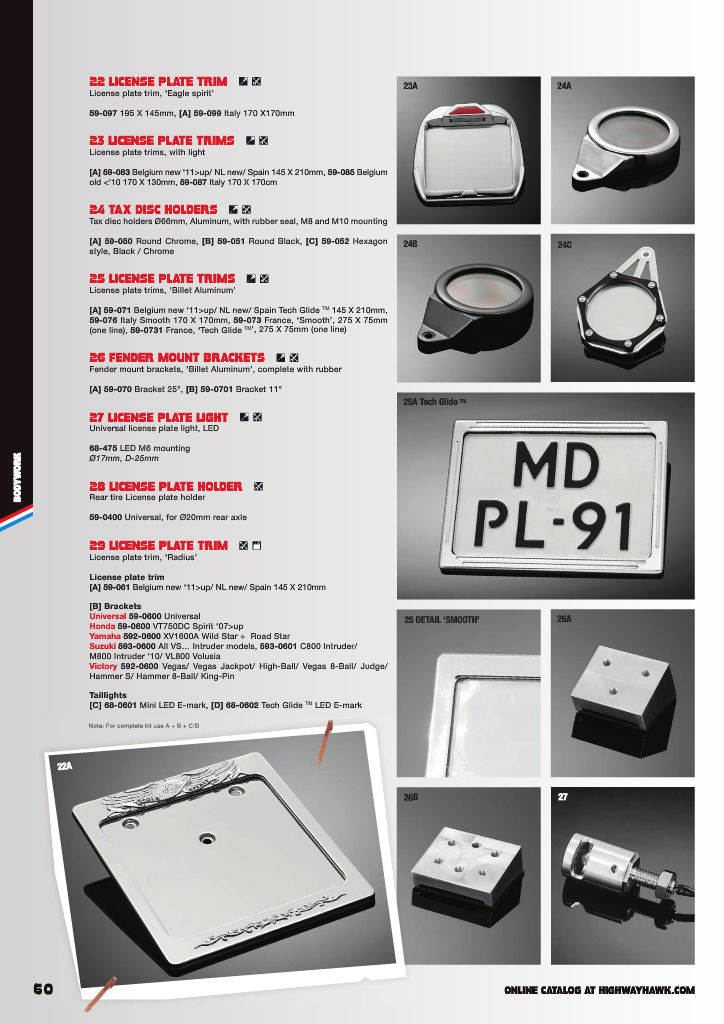 22 LICENSE PLATE TRIM
License plate trim, ‘Eagle spirit’
59-097 195 X 145mm, [A] 59-099 Italy 170 X170mm
23 LICENSE PLATE TRIMS
License plate trims, with light
[A] 59-083 Belgium new ‘11>up/ NL new/ Spain 145 X 210mm, 59-085 Belgium
old <’10 170 X 130mm, 59-087 Italy 170 X 170cm
24 TAX DISC HOLDERS
Tax disc holders Ø66mm, Aluminum, with rubber seal, M8 and M10 mounting
[A] 59-050 Round Chrome, [B] 59-051 Round Black, [C] 59-052 Hexagon
style, Black / Chrome
25 LICENSE PLATE TRIMS
License plate trims, ‘Billet Aluminum’
[A] 59-071 Belgium new ‘11>up/ NL new/ Spain Tech Glide ™ 145 X 210mm,
59-076 Italy Smooth 170 X 170mm, 59-073 France, ‘Smooth’, 275 X 75mm
(one line), 59-0731 France, ‘Tech Glide ™’, 275 X 75mm (one line)
26 FENDER MOUNT BRACKETS
Fender mount brackets, ‘Billet Aluminum’, complete with rubber
[A] 59-070 Bracket 25°, [B] 59-0701 Bracket 11°
27 LICENSE PLATE LIGHT
Universal license plate light, LED
68-475 LED M6 mounting
Ø17mm, D-25mm
28 LICENSE PLATE HOLDER
Rear tire License plate holder
59-0400 Universal, for Ø20mm rear axle
29 LICENSE PLATE TRIM
License plate trim, ‘Radius’
License plate trim
[A] 59-061 Belgium new ‘11>up/ NL new/ Spain 145 X 210mm
[B] Brackets
Universal 59-0600 Universal
Honda 59-0600 VT750DC Spirit ’07>up
Yamaha 592-0600 XV1600A Wild Star + Road Star
Suzuki 593-0600 All VS... Intruder models, 593-0601 C800 Intruder/
M800 Intruder ’10/ VL800 Volusia
Victory 592-0600 Vegas/ Vegas Jackpot/ High-Ball/ Vegas 8-Ball/ Judge/
Hammer S/ Hammer 8-Ball/ King-Pin
Taillights
[C] 68-0601 Mini LED E-mark, [D] 68-0602 Tech Glide ™ LED E-mark
Note: For complete kit use A + B + C/D
BODYWORK
22A
23A
24A
24B
24C
25A Tech Glide ™
MD
PL-91
25 DETAIL ‘SMOOTH’
26A
26B
27
60
ONLINE CATALOG AT HIGHWAYHAWK.COM